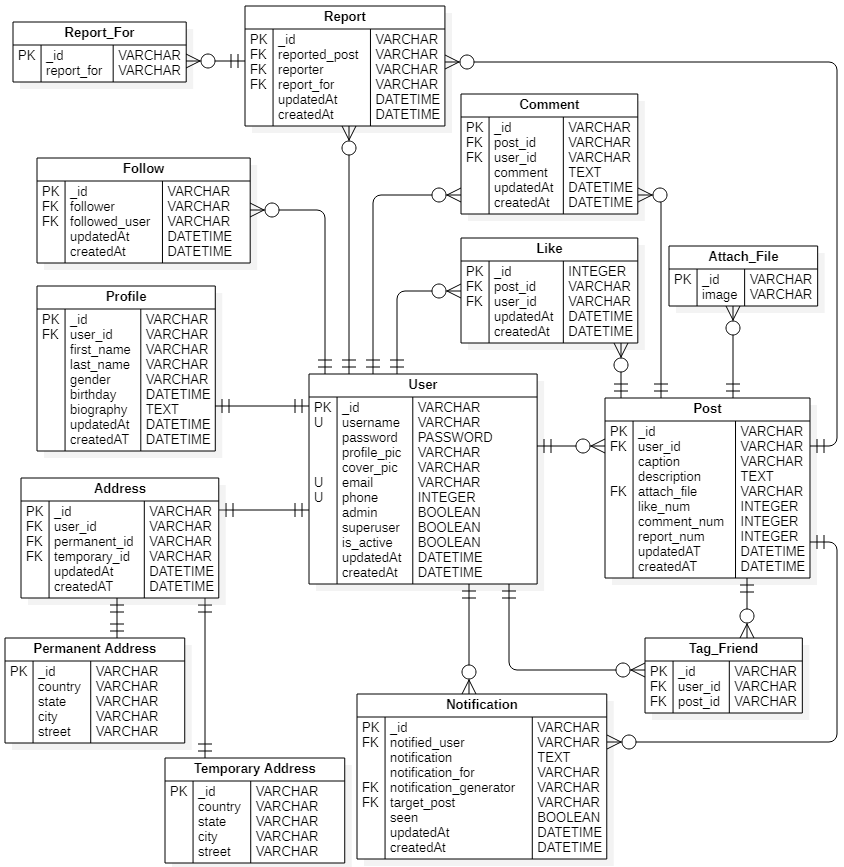 Report_For
PK _id VARCHAR
report_for VARCHAR
Report
PK _id VARCHAR
FK reported_post VARCHAR
FK reporter VARCHAR
FK report_for VARCHAR
updatedAt DATETIME
createdAt DATETIME
Comment
PK _id VARCHAR
FK post_id VARCHAR
FK user_id VARCHAR
comment TEXT
updatedAt DATETIME
createdAt DATETIME
Follow
PK _id VARCHAR
FK follower VARCHAR
FK followed_user VARCHAR
updatedAt DATETIME
createdAt DATETIME
Like
PK _id INTEGER
FK post_id VARCHAR
FK user_id VARCHAR
updatedAt DATETIME
createdAt DATETIME
Attach_File
PK _id VARCHAR
image VARCHAR
Profile
PK _id VARCHAR
FK user_id VARCHAR
first_name VARCHAR
last_name VARCHAR
gender VARCHAR
birthday DATETIME
biography TEXT
updatedAt DATETIME
createdAT DATETIME
User
PK _id VARCHAR
U username VARCHAR
password PASSWORD
profile_pic VARCHAR
cover_pic VARCHAR
U email VARCHAR
U phone INTEGER
admin BOOLEAN
superuser BOOLEAN
is_active BOOLEAN
updatedAt DATETIME
createdAt DATETIME
Post
PK _id VARCHAR
FK user_id VARCHAR
caption VARCHAR
description TEXT
FK attach_file VARCHAR
like_num INTEGER
comment_num INTEGER
report_num INTEGER
updatedAT DATETIME
createdAT DATETIME
Address
PK _id VARCHAR
FK user_id VARCHAR
FK permanent_id VARCHAR
FK temporary_id VARCHAR
updatedAt DATETIME
createdAT DATETIME
Permanent Address
PK _id VARCHAR
country VARCHAR
state VARCHAR
city VARCHAR
street VARCHAR
Tag_Friend
PK _id VARCHAR
FK user_id VARCHAR
FK post_id VARCHAR
Notification
PK _id VARCHAR
FK notified_user VARCHAR
notification TEXT
notification_for VARCHAR
FK notification_generator VARCHAR
FK target_post VARCHAR
seen BOOLEAN
updatedAt DATETIME
createdAt DATETIME
Temporary Address
PK _id VARCHAR
country VARCHAR
state VARCHAR
city VARCHAR
street VARCHAR